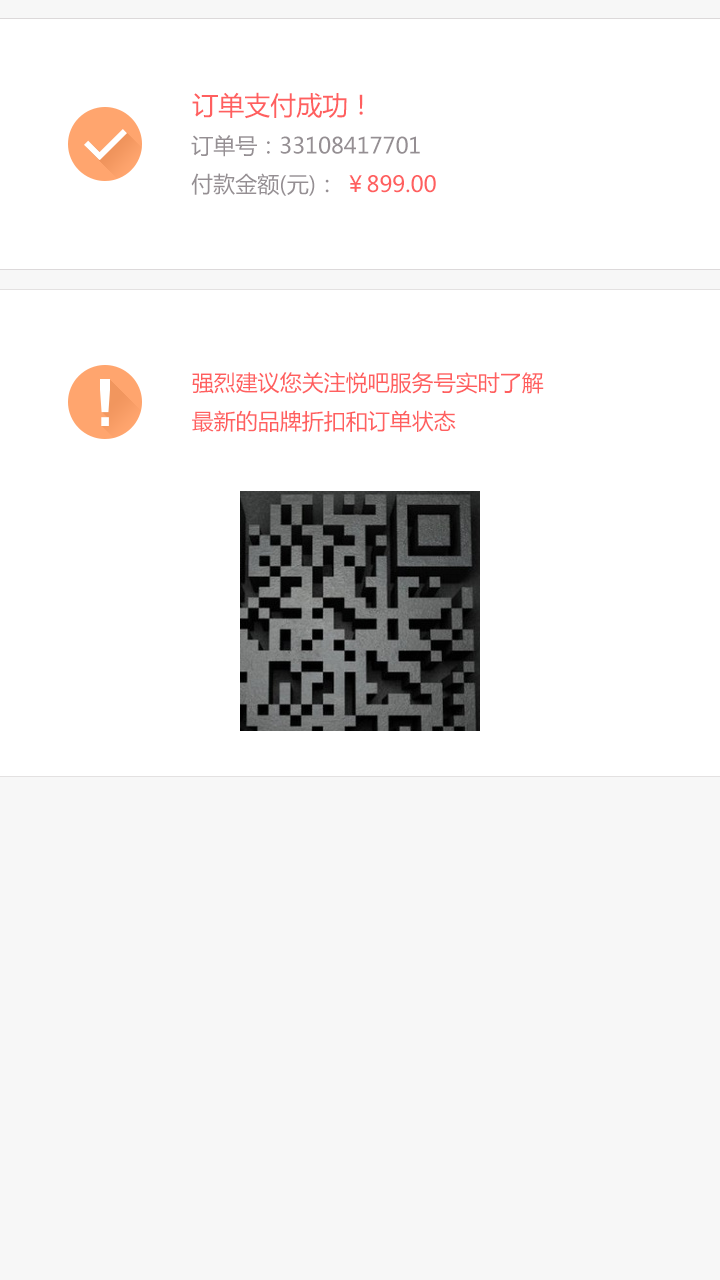 订单支付成功！
订单号：33108417701
付款金额(元)：￥899.00
强烈建议您关注悦吧服务号实时了解
最新的品牌折扣和订单状态